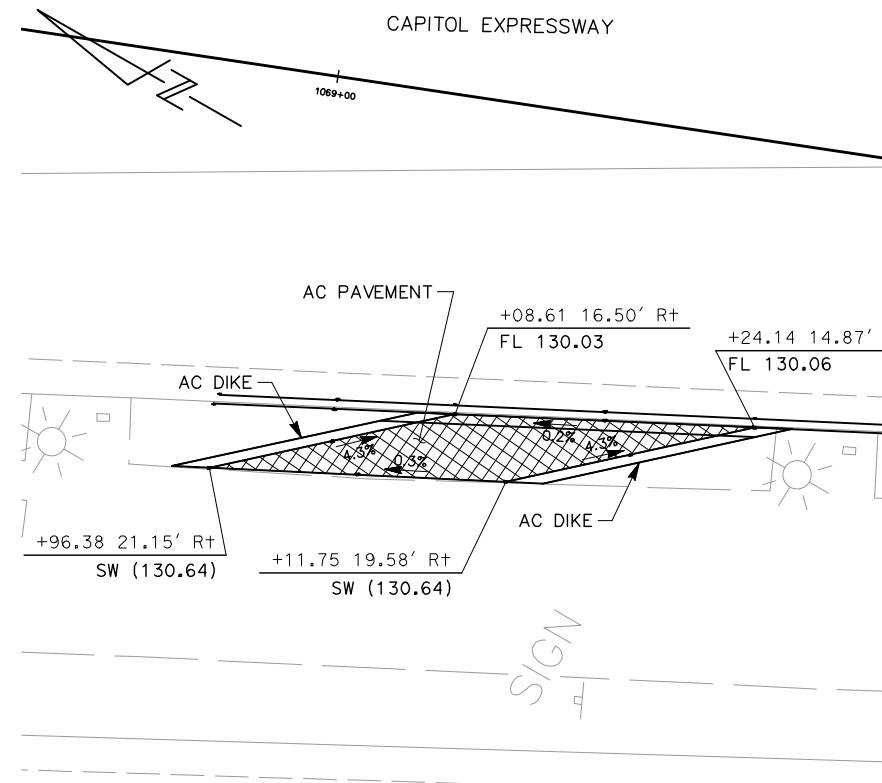 CAPITOL EXPRESSWAY
1069+00
AC PAVEMENT
+08.61 16.50′ Rt
FL 130.03
+24.14 14.87′
FL 130.06
AC DIKE
4.3%
0.2%
4.3%
0.3%
+96.38 21.15′ Rt
SW (130.64)
+11.75 19.58′ Rt
SW (130.64)
AC DIKE
SIGN